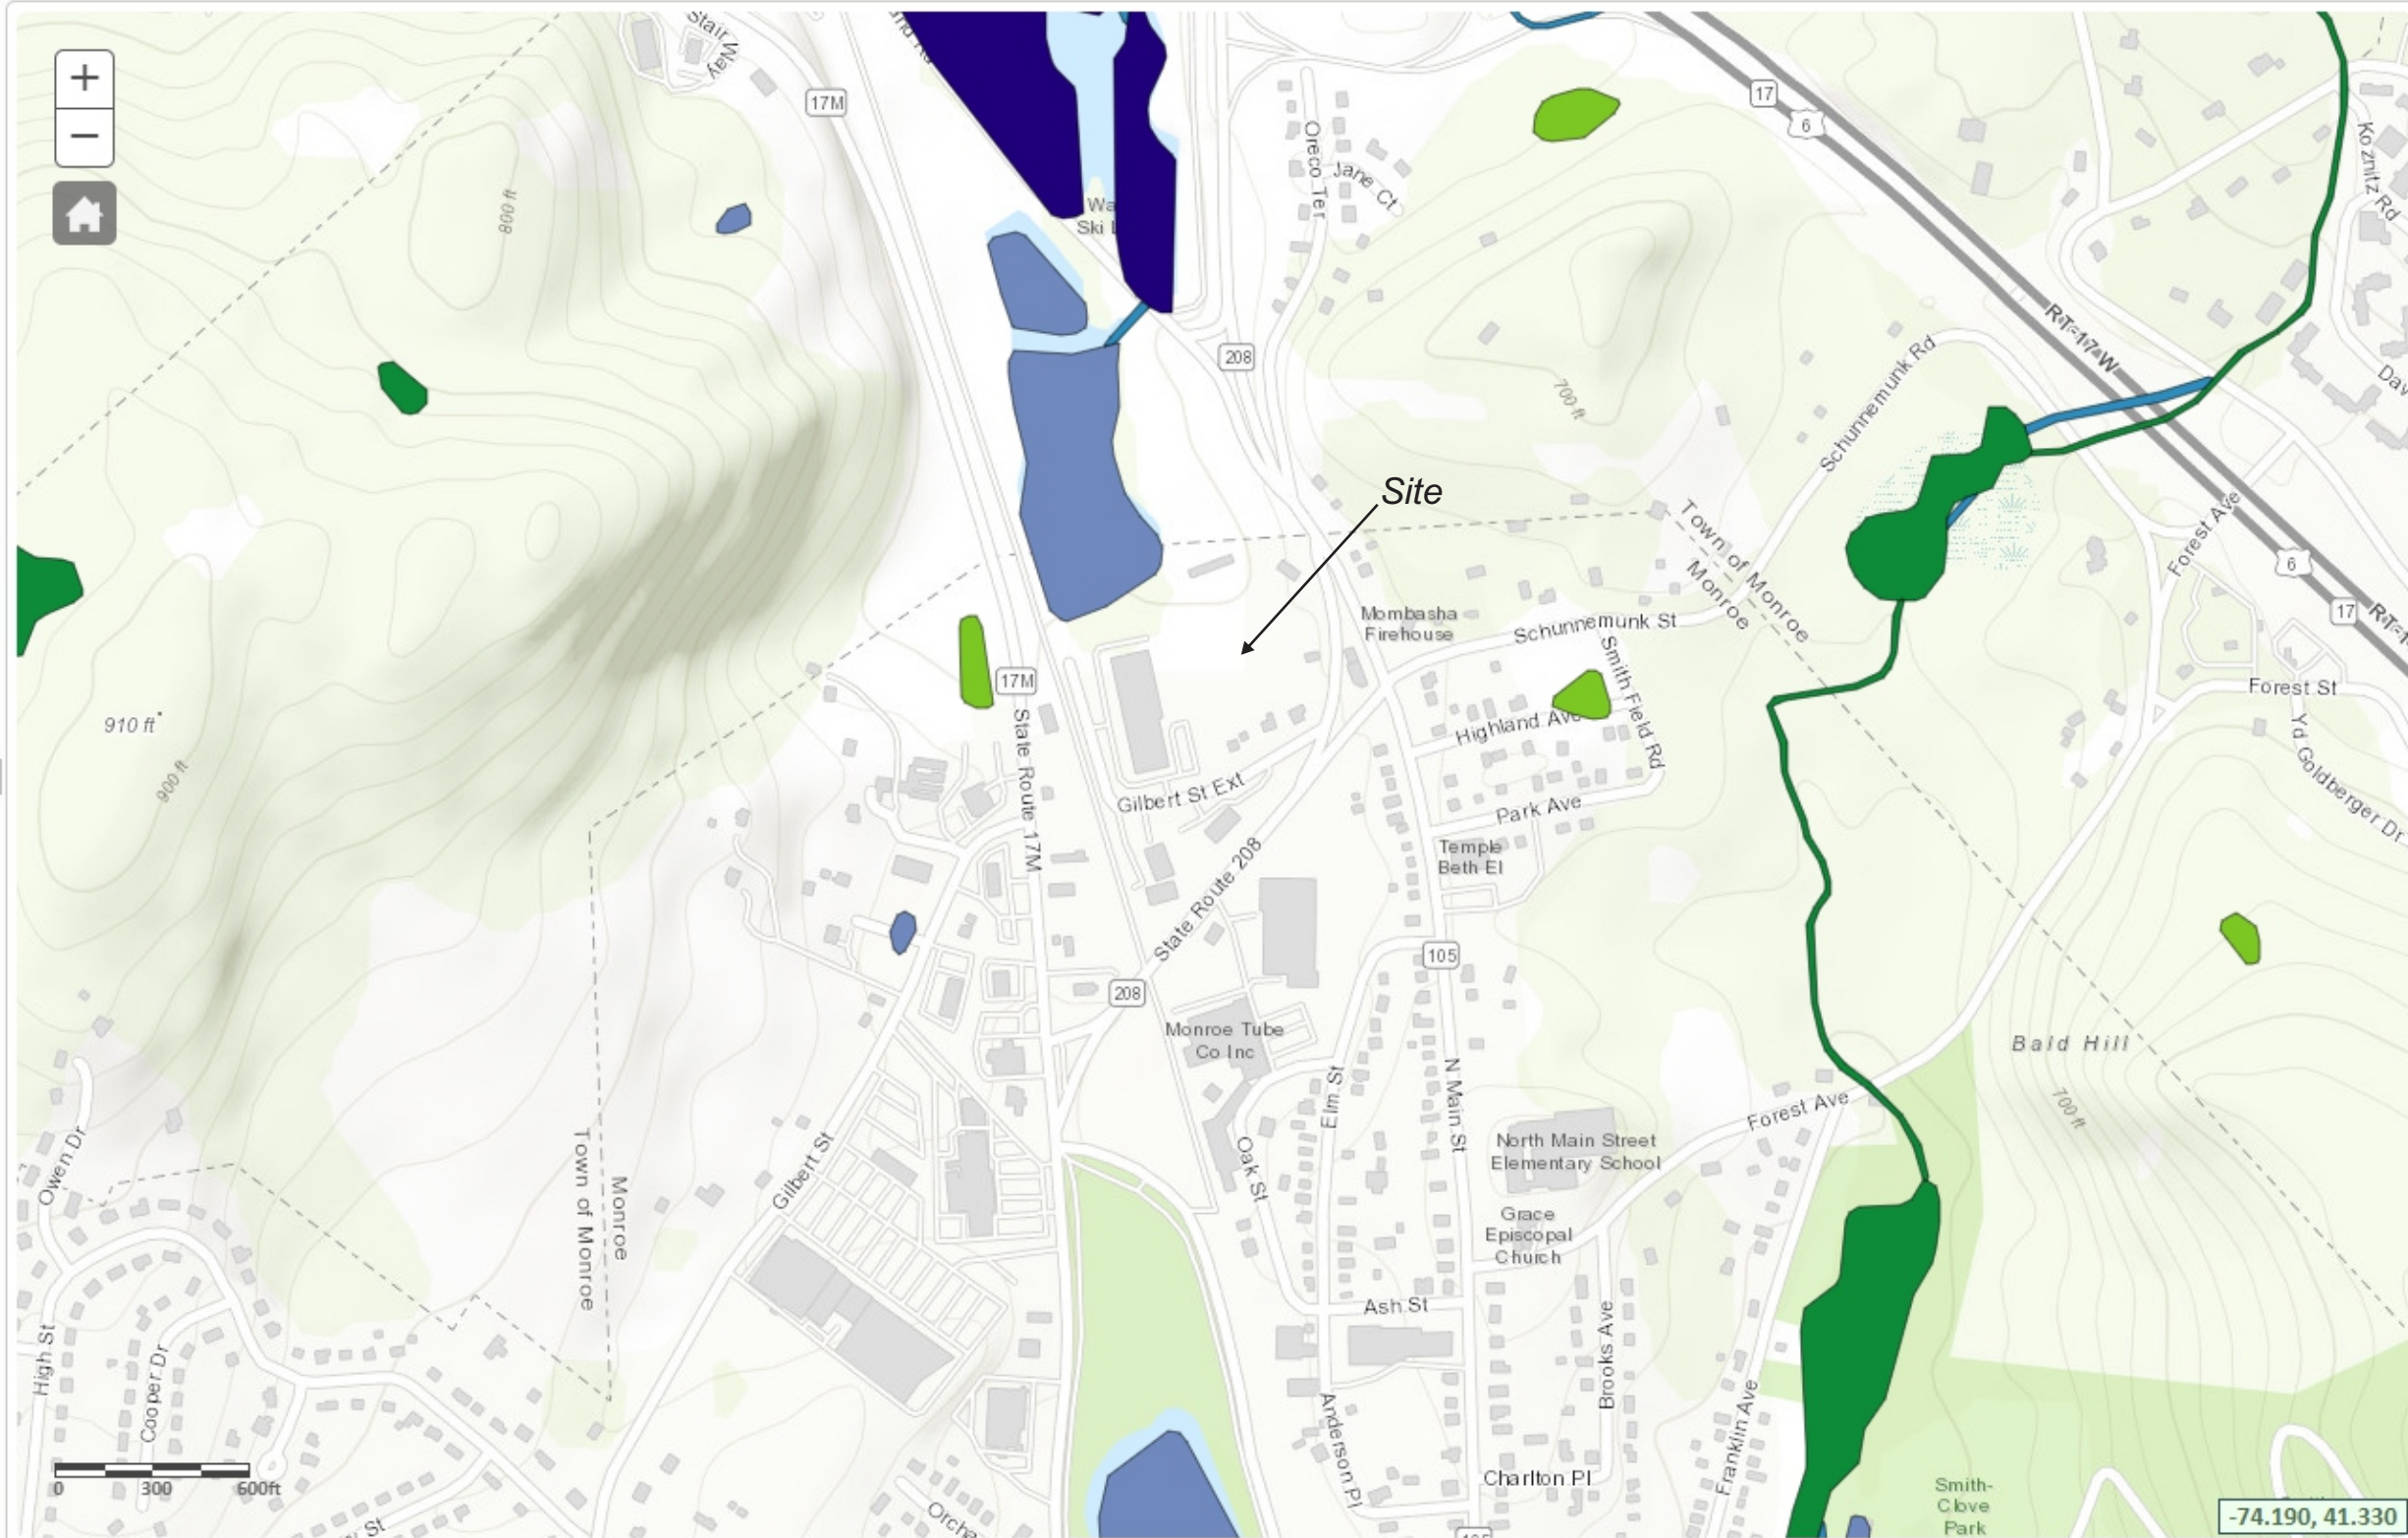 +
−
Stair Way
17M
800 ft
Ski
Oreco Ter
Jane Ct
17
6
Koznitz Rd
208
700 ft
Schunnemunk Rd
RT-17 W
Site
Town of Monroe
Monroe
Forest Ave
6
17
Mombasha
Firehouse
Schunnemunk St
Smith Field Rd
Highland Ave
17M
State Route 17M
Forest St
Yd Goldberger Dr
910 ft
900 ft
Gilbert St Ext
Park Ave
Temple
Beth El
State Route 208
105
208
Monroe Tube
Co Inc
Bald Hill
700 ft
Elm St
N Main St
Forest Ave
North Main Street
Elementary School
Oak St
Owen Dr
Gilbert St
Town of Monroe
Monroe
Grace
Episcopal
Church
Ash St
Brooks Ave
High St
Cooper Dr
Anderson Pl
Franklin Ave
Charlton Pl
0 300 600ft
St
Smith-
Clove
Park
-74.190, 41.330